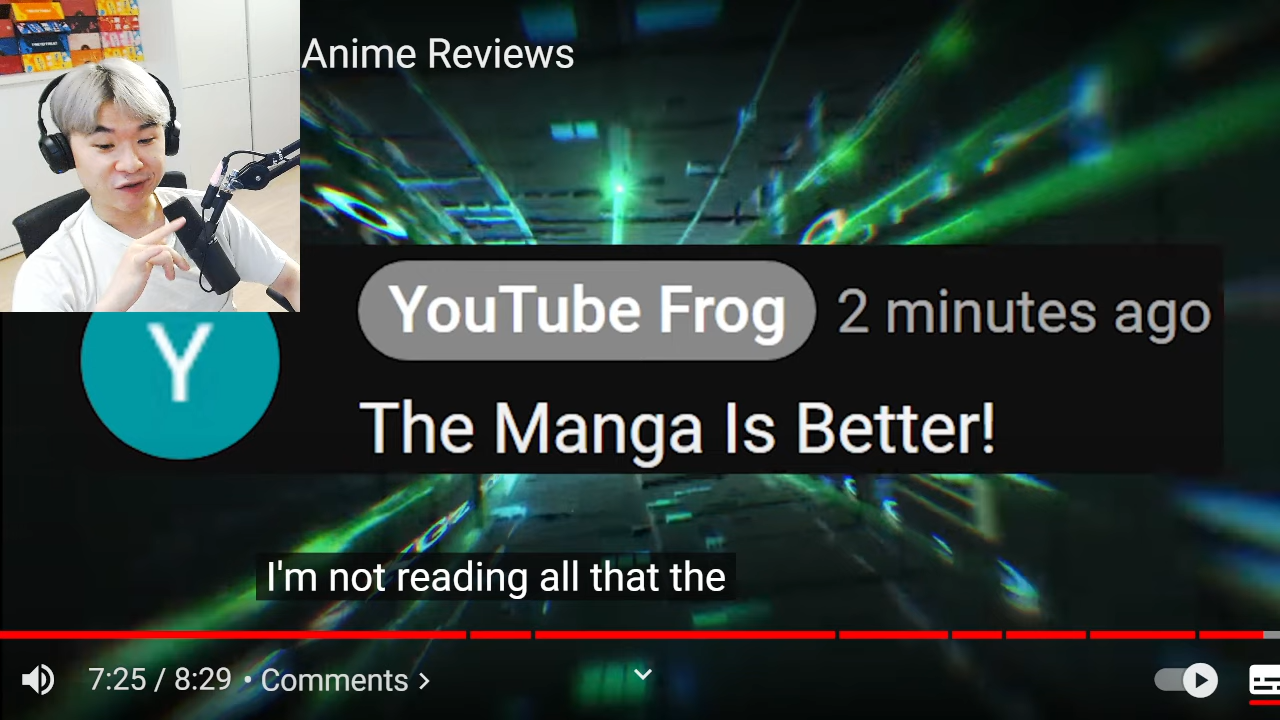 Anime Reviews
YouTube Frog 2 minutes ago
Y
The Manga Is Better!
I'm not reading all that the
7:25 / 8:29 • Comments >